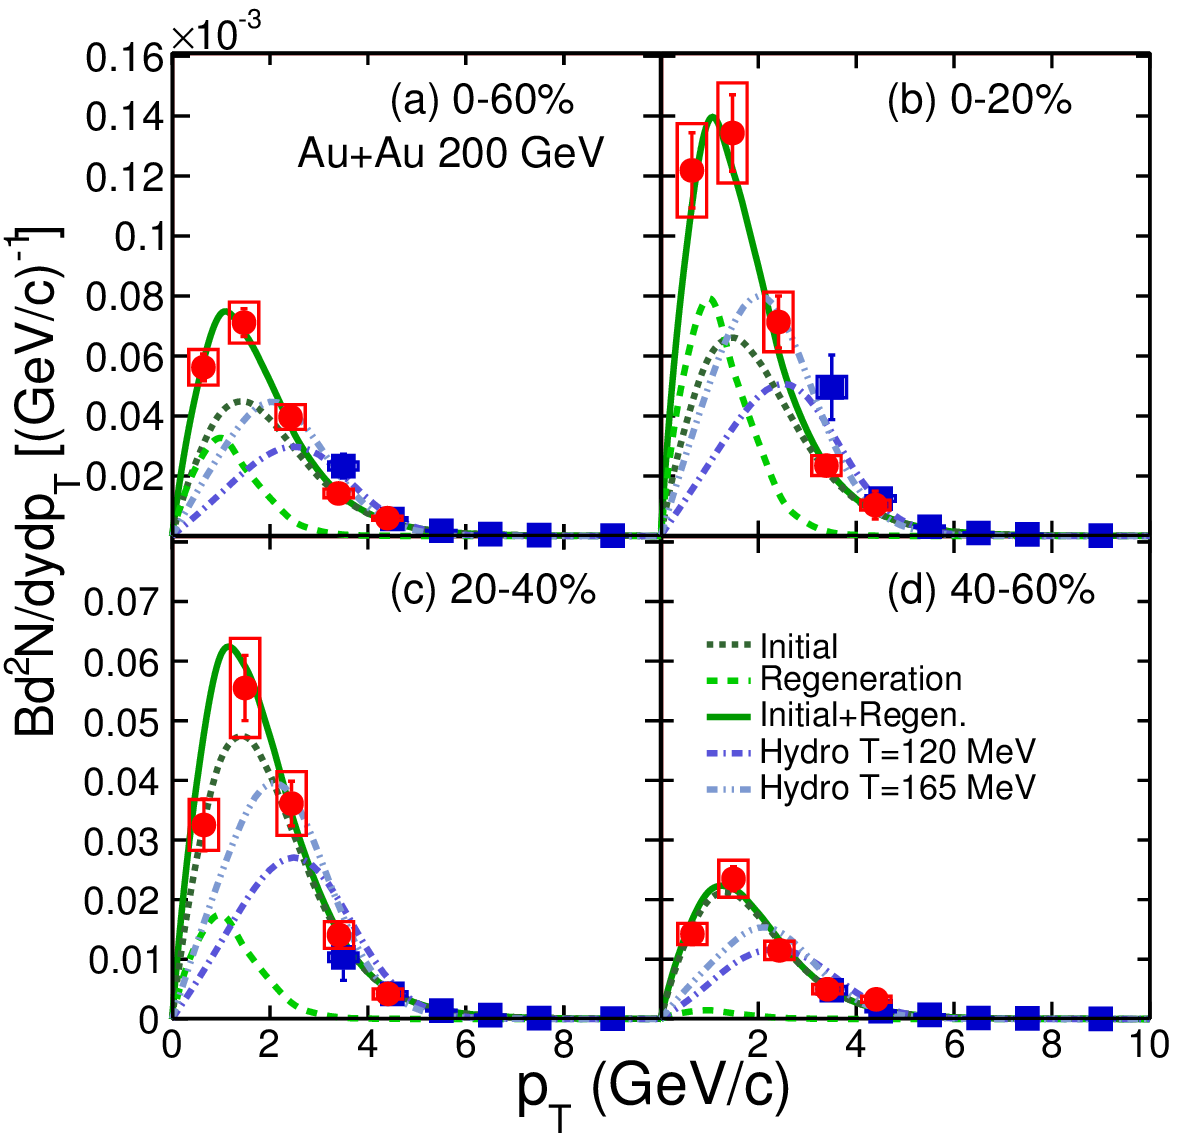 ×10-3
0.16
(a) 0-60%
(b) 0-20%
0.14
Au+Au 200 GeV
0.12
0.1
0.08
0.06
0.04
0.02
Bd2N/dydpT [(GeV/c)-1]
(c) 20-40%
(d) 40-60%
0.07
0.06
0.05
0.04
0.03
0.02
0.01
0
Initial
Regeneration
Initial+Regen.
Hydro T=120 MeV
Hydro T=165 MeV
0 2 4 6 8 2 4 6 8 10
pT (GeV/c)